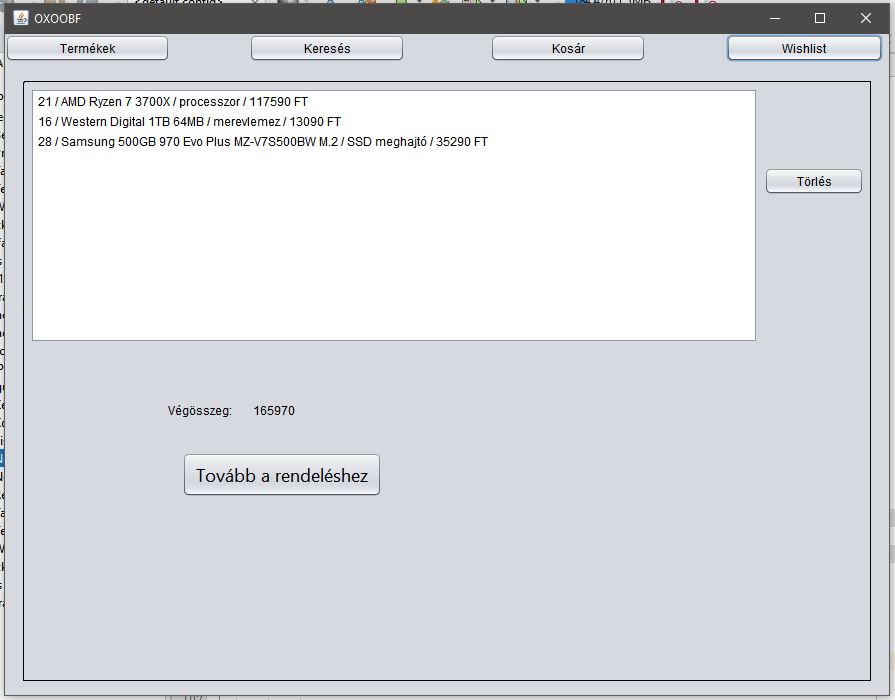 OXOOBF
Termékek
Keresés
Kosár
Wishlist
21 / AMD Ryzen 7 3700X / processzor / 117590 FT
16 / Western Digital 1TB 64MB / merevlemez / 13090 FT
28 / Samsung 500GB 970 Evo Plus MZ-V7S500BW M.2 / SSD meghajtó / 35290 FT
Törlés
Végösszeg: 165970
Tovább a rendeléshez